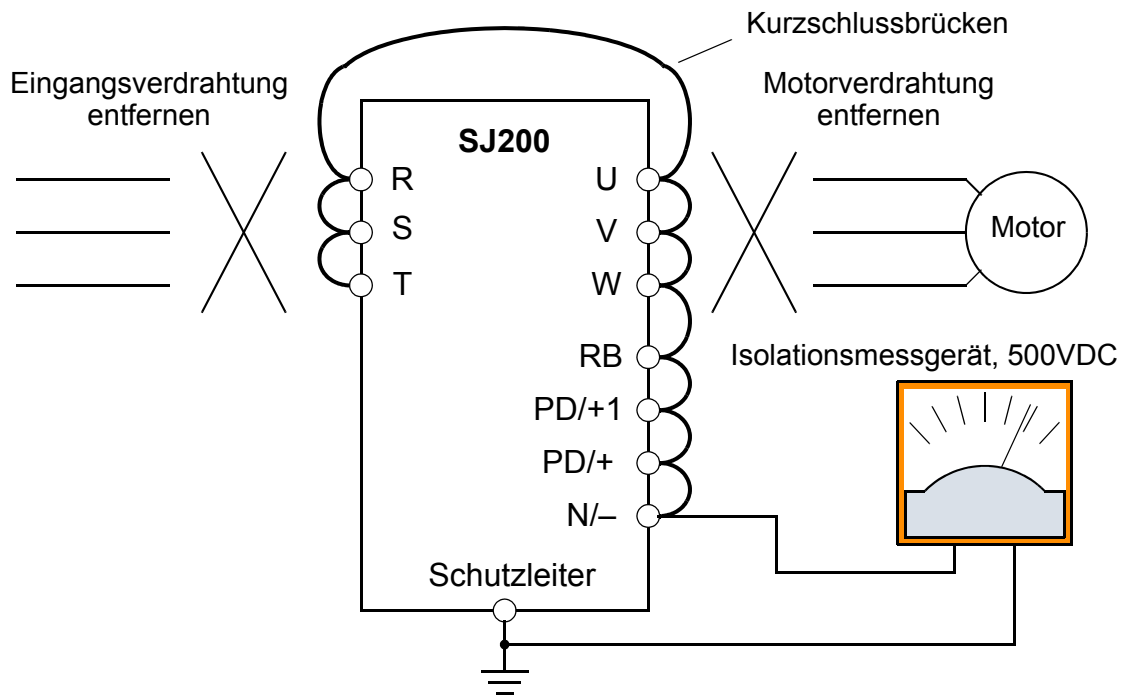 Kurzschlussbrücken
Eingangsverdrahtung
entfernen
Motorverdrahtung
entfernen
SJ200
R
U
S
V
T
W
Motor
RB
Isolationsmessgerät, 500VDC
PD/+1
PD/+
N/–
Schutzleiter